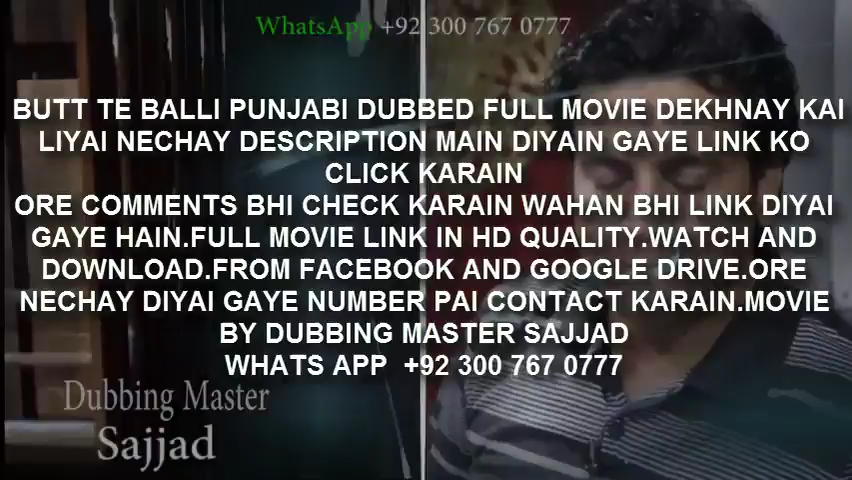 WhatsApp +92 300 767 0777
BUTT TE BALLI PUNJABI DUBBED FULL MOVIE DEKHNAY KAI
LIYAI NECHAY DESCRIPTION MAIN DIYAIN GAYE LINK KO
CLICK KARAIN
ORE COMMENTS BHI CHECK KARAIN WAHAN BHI LINK DIYAI
GAYE HAIN.FULL MOVIE LINK IN HD QUALITY.WATCH AND
DOWNLOAD.FROM FACEBOOK AND GOOGLE DRIVE.ORE
NECHAY DIYAI GAYE NUMBER PAI CONTACT KARAIN.MOVIE
BY DUBBING MASTER SAJJAD
WHATS APP +92 300 767 0777
Dubbing Master
Sajjad